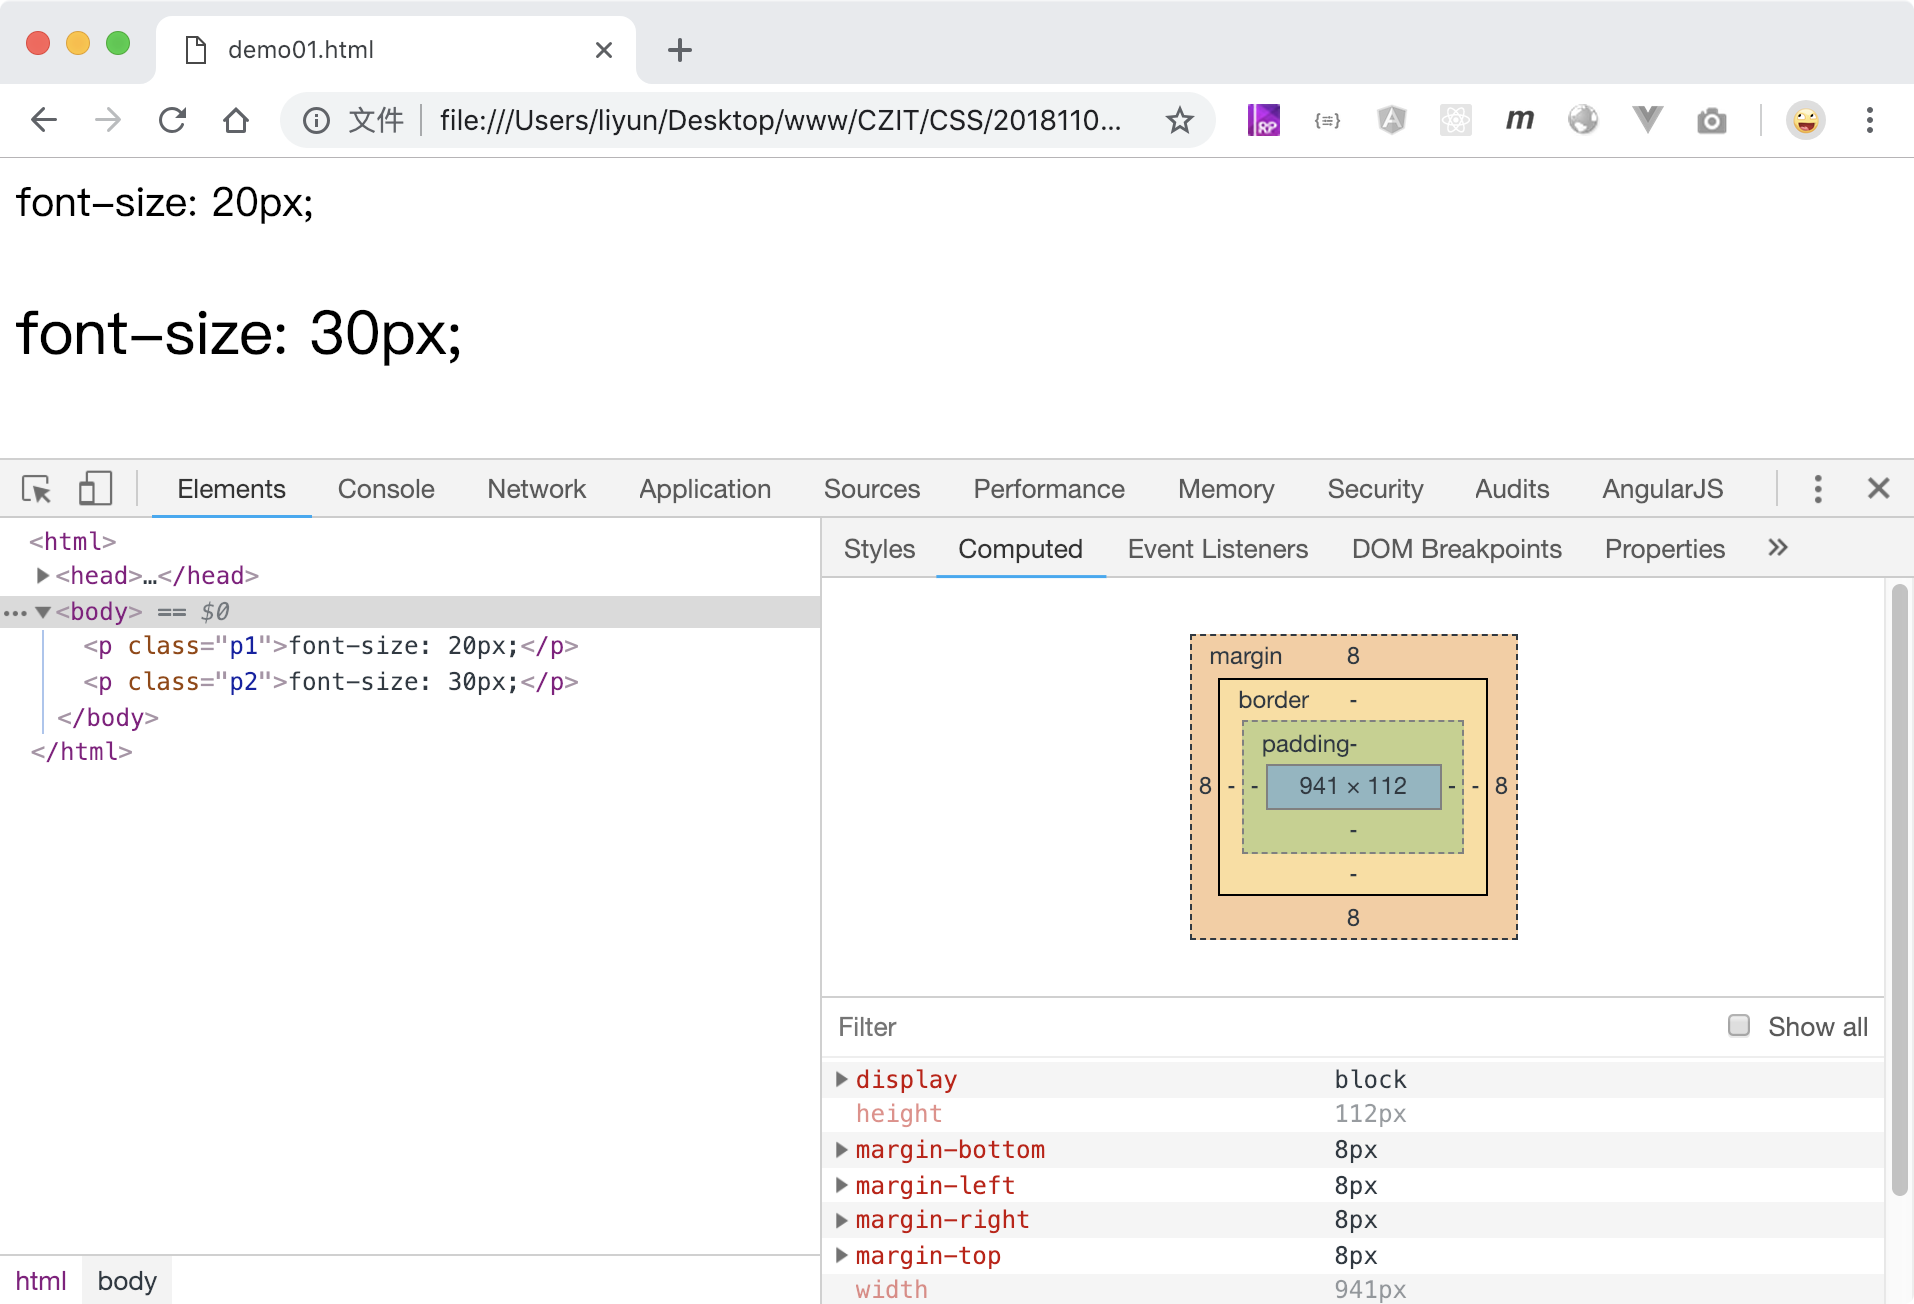 demo01.html
文件 file:///Users/liyun/Desktop/www/CZIT/CSS/2018110...
RP
m
font-size: 20px;
font-size: 30px;
Elements Console Network Application Sources Performance Memory Security Audits AngularJS
<html>
<head>…</head>
<body> == $0
<p class="p1">font-size: 20px;</p>
<p class="p2">font-size: 30px;</p>
</body>
</html>
html body
Styles Computed Event Listeners DOM Breakpoints Properties »
margin 8
border -
padding-
8 - - 941 × 112 - - 8
-
-
8
Filter Show all
display block
height 112px
margin-bottom 8px
margin-left 8px
margin-right 8px
margin-top 8px
width 941px